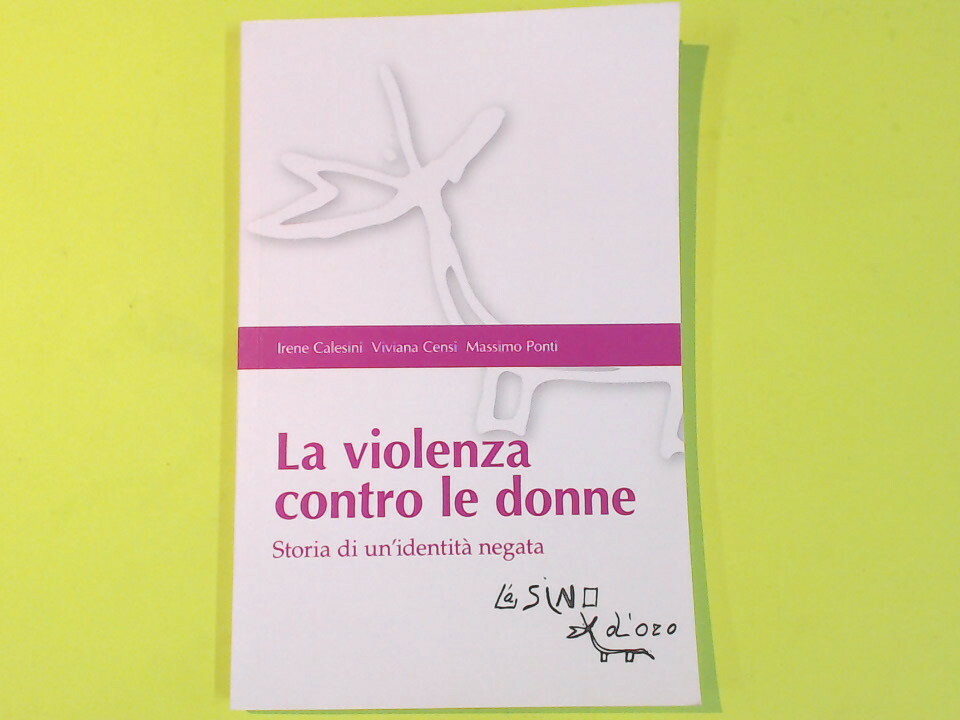 Irene Calesini Viviana Censi Massimo Ponti
La violenza
contro le donne
Storia di un'identità negata
L'aSINO
d'oro